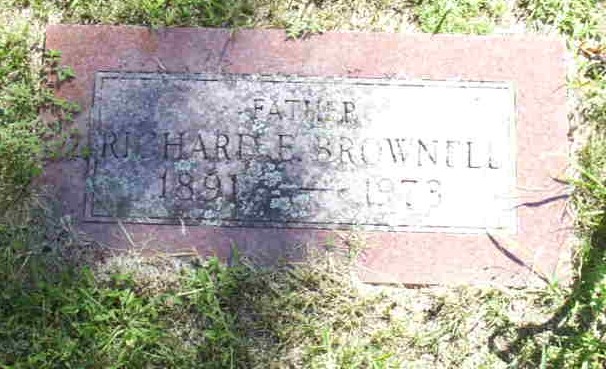 FATHER
RICHARD E. BROWNELL
1891 — 1973